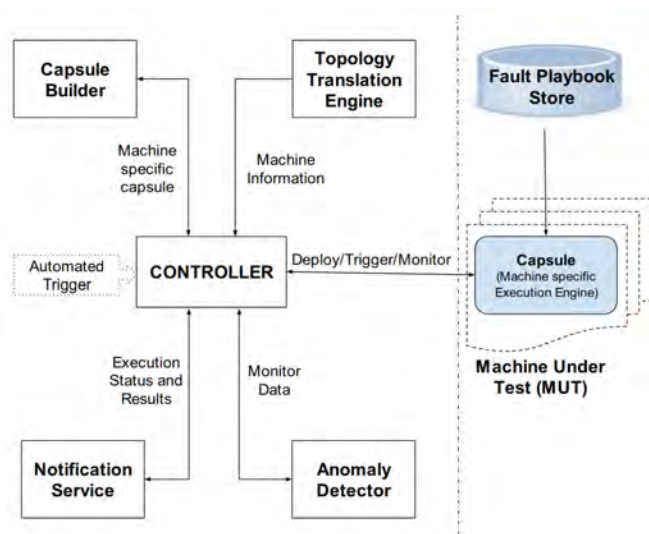 Capsule
Builder
Topology
Translation
Engine
Fault Playbook
Store
Machine
specific
capsule
Machine
Information
Automated
Trigger
CONTROLLER
Deploy/Trigger/Monitor
Capsule
(Machine specific
Execution Engine)
Execution
Status and
Results
Monitor
Data
Machine Under
Test (MUT)
Notification
Service
Anomaly
Detector